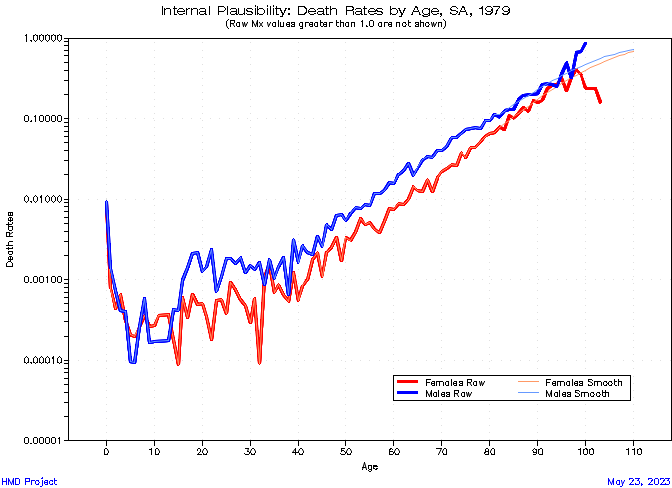 Internal Plausibility: Death Rates by Age, SA, 1979
(Raw Mx values greater than 1.0 are not shown)
1.00000
0.10000
0.01000
0.00100
0.00010
0.00001
Death Rates
0 10 20 30 40 50 60 70 80 90 100 110
Age
Females Raw Females Smooth
Males Raw Males Smooth
HMD Project May 23, 2023